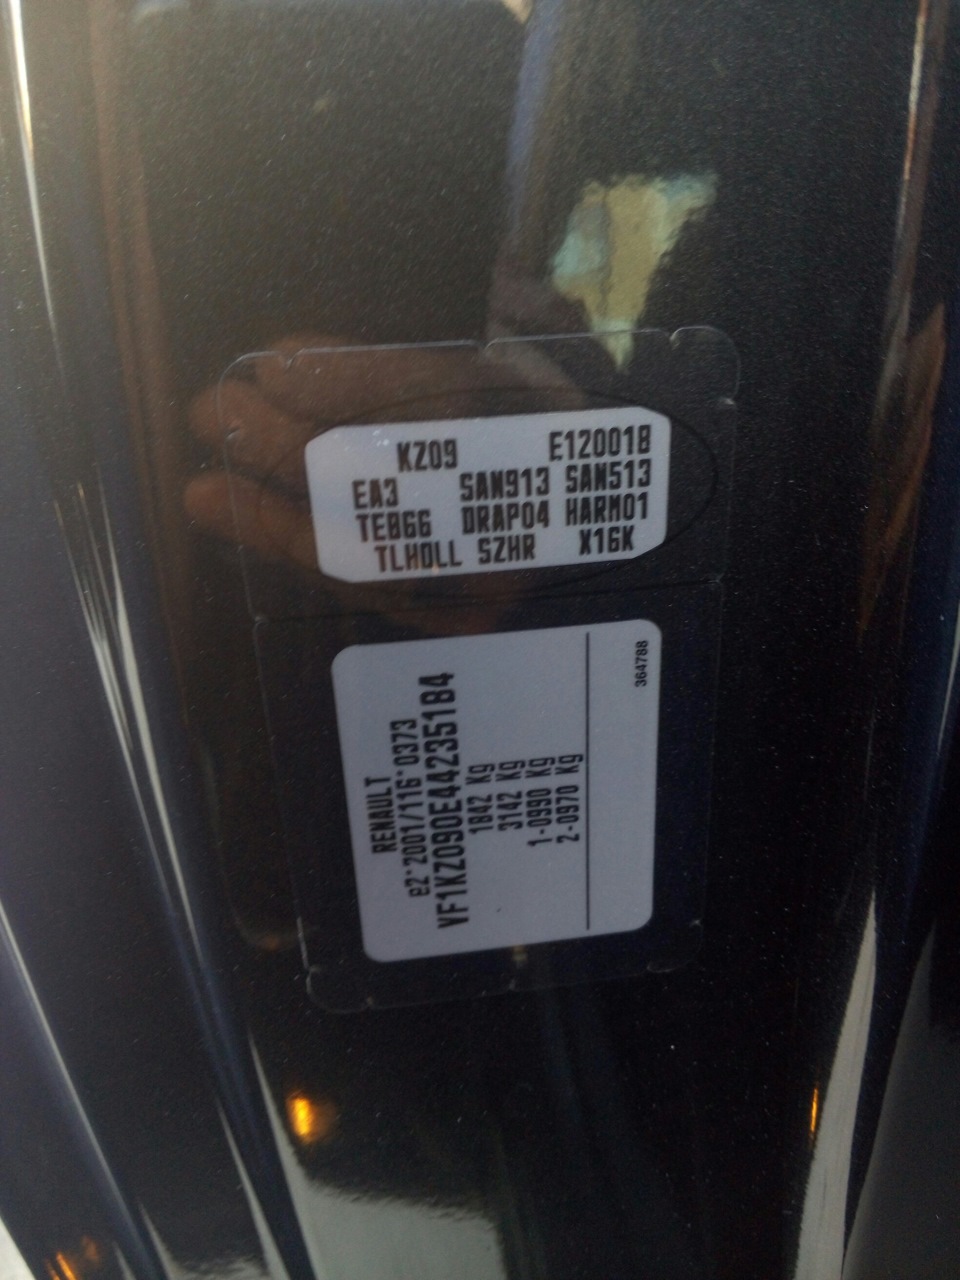 KZ09 E120018
EA3 SAN913 SAN513
TEB66 DRAP04 HARM01
TLHOLL SZHR X16K
RENAULT
e2*2001/116*0373
VF1KZ090E44235184
1842 Kg
3142 Kg
1-0990 Kg
2-0970 Kg
364788